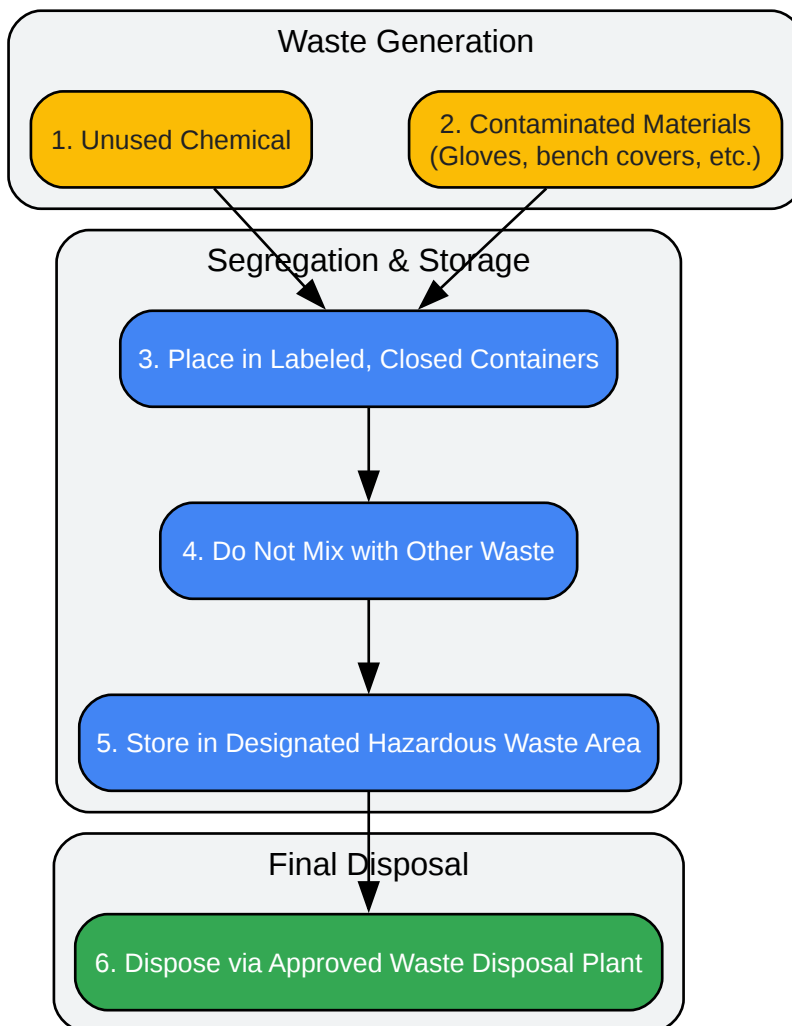 Waste Generation
1. Unused Chemical
2. Contaminated Materials
(Gloves, bench covers, etc.)
Segregation & Storage
3. Place in Labeled, Closed Containers
4. Do Not Mix with Other Waste
5. Store in Designated Hazardous Waste Area
Final Disposal
6. Dispose via Approved Waste Disposal Plant